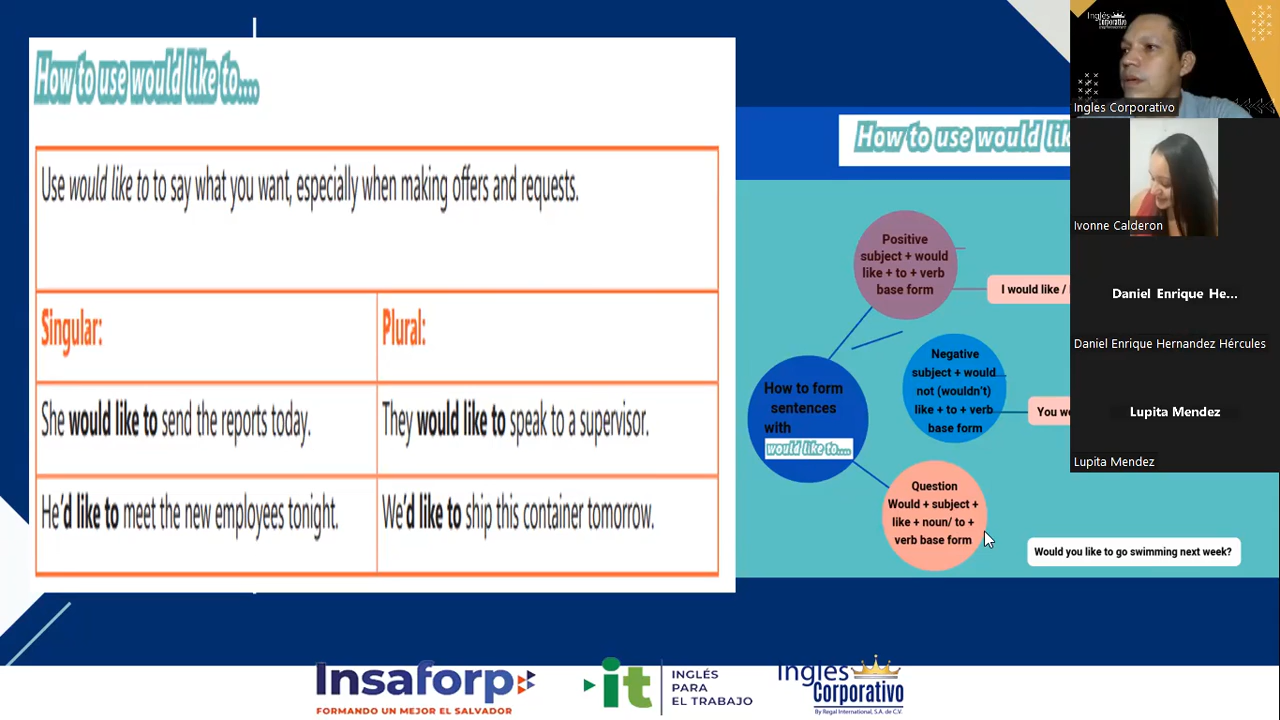 How to use would like to....
Use would like to to say what you want, especially when making offers and requests.
Singular:
Plural:
She would like to send the reports today.
They would like to speak to a supervisor.
He'd like to meet the new employees tonight.
We'd like to ship this container tomorrow.
How to use would lik
Positive
subject + would
like + to + verb
base form
I would like /
Negative
subject + would
not (wouldn't)
like + to + verb
base form
How to form
sentences
with
would like to....
Question
Would + subject +
like + noun/ to +
verb base form
Would you like to go swimming next week?
Inglés
Corporativo
Ingles Corporativo
Ivonne Calderon
Daniel Enrique He...
Daniel Enrique Hernandez Hércules
Lupita Mendez
Lupita Mendez
Insaforp
FORMANDO UN MEJOR EL SALVADOR
it
INGLÉS
PARA
EL TRABAJO
Inglés
Corporativo
By Regal International, S.A. de C.V.